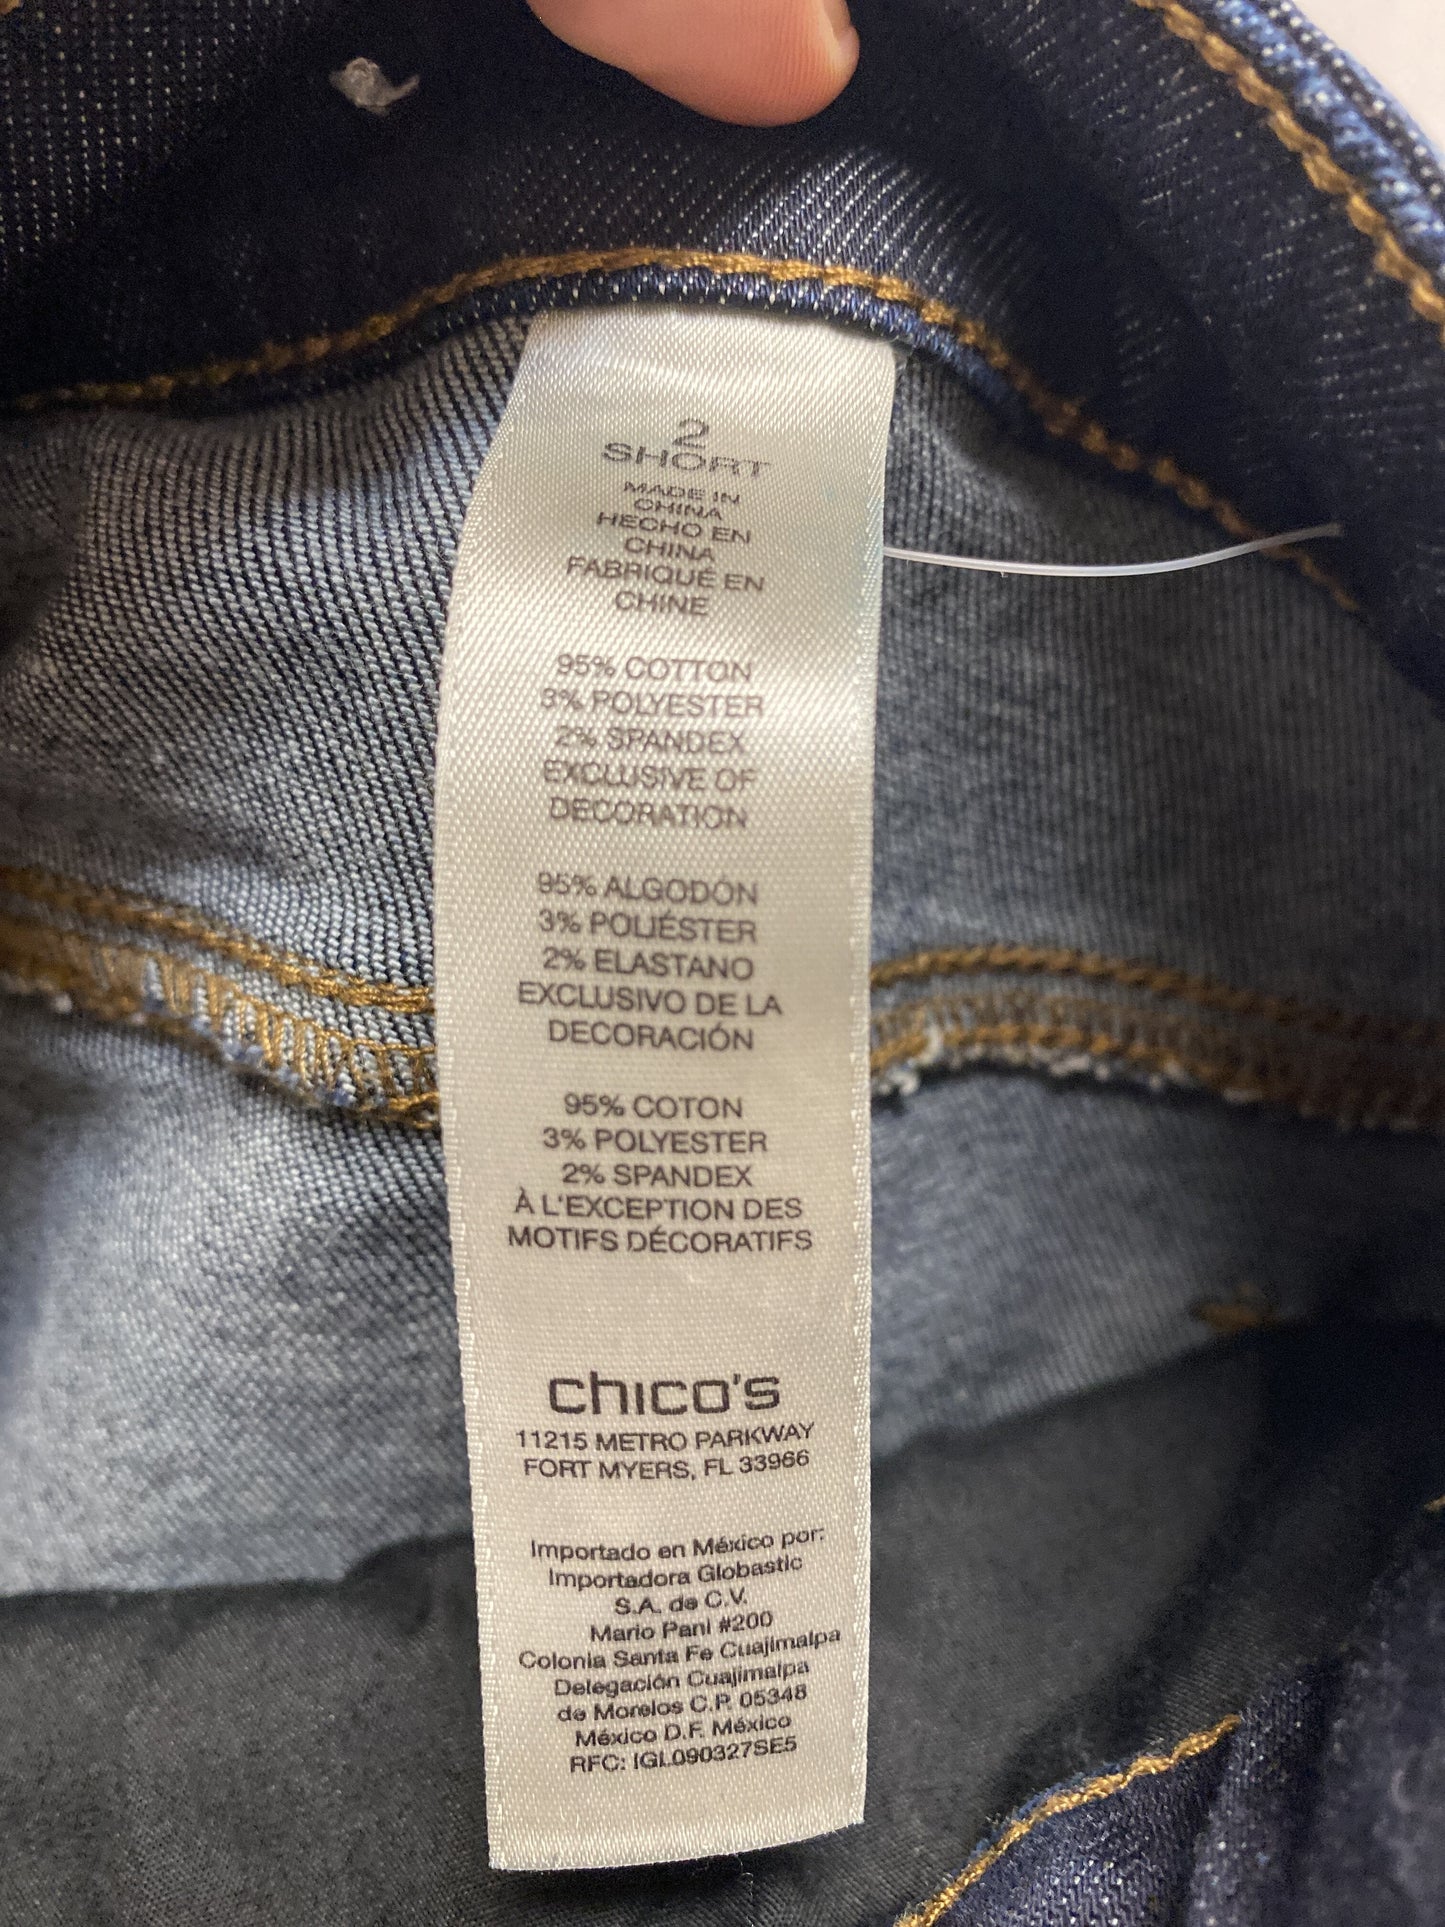 2
SHORT
MADE IN
CHINA
HECHO EN
CHINA
FABRIQUÉ EN
CHINE
95% COTTON
3% POLYESTER
2% SPANDEX
EXCLUSIVE OF
DECORATION
95% ALGODÓN
3% POLIÉSTER
2% ELASTANO
EXCLUSIVO DE LA
DECORACIÓN
95% COTON
3% POLYESTER
2% SPANDEX
À L'EXCEPTION DES
MOTIFS DÉCORATIFS
chico's
11215 METRO PARKWAY
FORT MYERS, FL 33966
Importado en México por:
Importadora Globastic
S.A. de C.V.
Mario Pani #200
Colonia Santa Fe Cuajimalpa
Delegación Cuajimalpa
de Morelos C.P. 05348
México D.F. México
RFC: IGL090327SE5